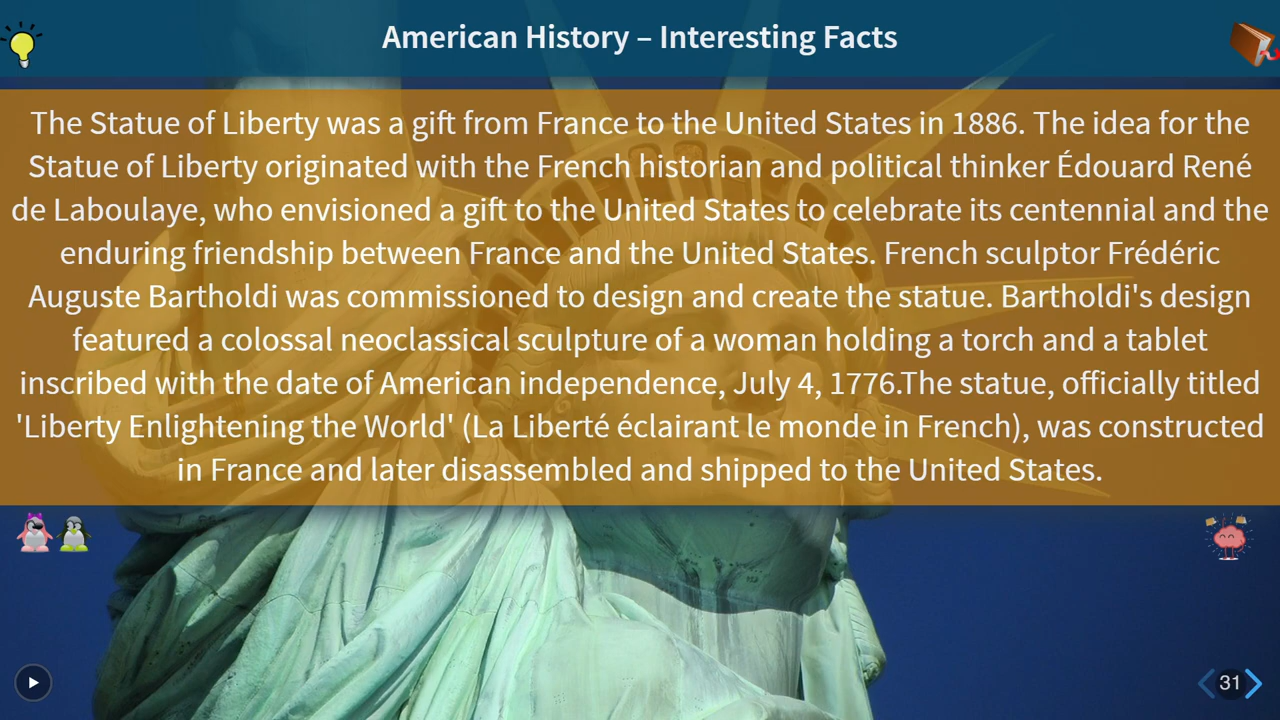 American History – Interesting Facts
The Statue of Liberty was a gift from France to the United States in 1886. The idea for the
Statue of Liberty originated with the French historian and political thinker Édouard René
de Laboulaye, who envisioned a gift to the United States to celebrate its centennial and the
enduring friendship between France and the United States. French sculptor Frédéric
Auguste Bartholdi was commissioned to design and create the statue. Bartholdi's design
featured a colossal neoclassical sculpture of a woman holding a torch and a tablet
inscribed with the date of American independence, July 4, 1776.The statue, officially titled
'Liberty Enlightening the World' (La Liberté éclairant le monde in French), was constructed
in France and later disassembled and shipped to the United States.
31